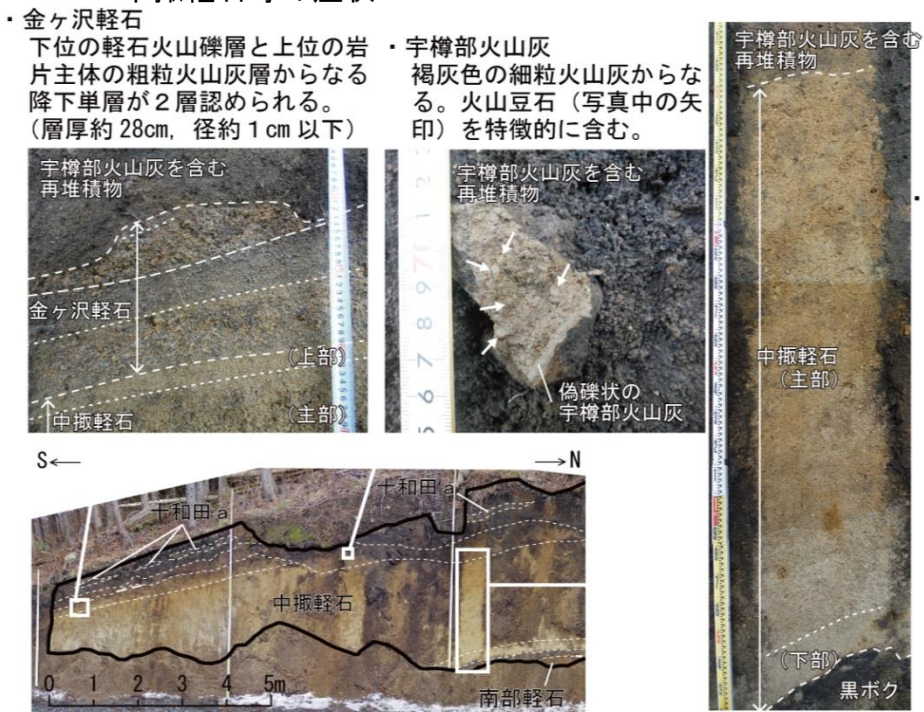 ・金ヶ沢軽石
下位の軽石火山礫層と上位の岩
片主体の粗粒火山灰層からなる
降下単層が２層認められる。
(層厚約 28cm, 径約１cm 以下)
宇樽部火山灰を含む
再堆積物
金ヶ沢軽石
(上部)
(主部)
中掫軽石
・宇樽部火山灰
褐灰色の細粒火山灰からな
る。火山豆石（写真中の矢
印）を特徴的に含む。
宇樽部火山灰を含む
再堆積物
偽礫状の
宇樽部火山灰
宇樽部火山灰を含む
再堆積物
中掫軽石
(主部)
(下部)
黒ボク
S← →N
十和田 a
十和田 a
中掫軽石
0 1 2 3 4 5m
南部軽石